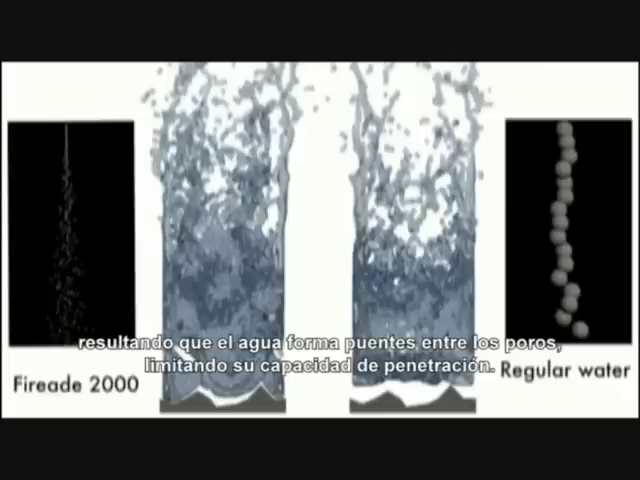 resultando que el agua forma puentes entre los poros,
limitando su capacidad de penetración.
Fireade 2000
Regular water